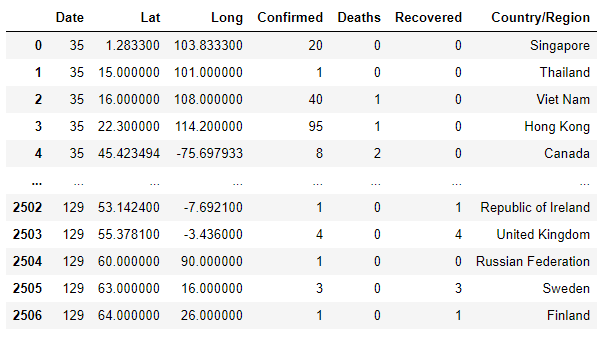 Date Lat Long Confirmed Deaths Recovered Country/Region
0 35 1.283300 103.833300 20 0 0 Singapore
1 35 15.000000 101.000000 1 0 0 Thailand
2 35 16.000000 108.000000 40 1 0 Viet Nam
3 35 22.300000 114.200000 95 1 0 Hong Kong
4 35 45.423494 -75.697933 8 2 0 Canada
... ... ... ... ... ... ... ...
2502 129 53.142400 -7.692100 1 0 1 Republic of Ireland
2503 129 55.378100 -3.436000 4 0 4 United Kingdom
2504 129 60.000000 90.000000 1 0 0 Russian Federation
2505 129 63.000000 16.000000 3 0 3 Sweden
2506 129 64.000000 26.000000 1 0 1 Finland